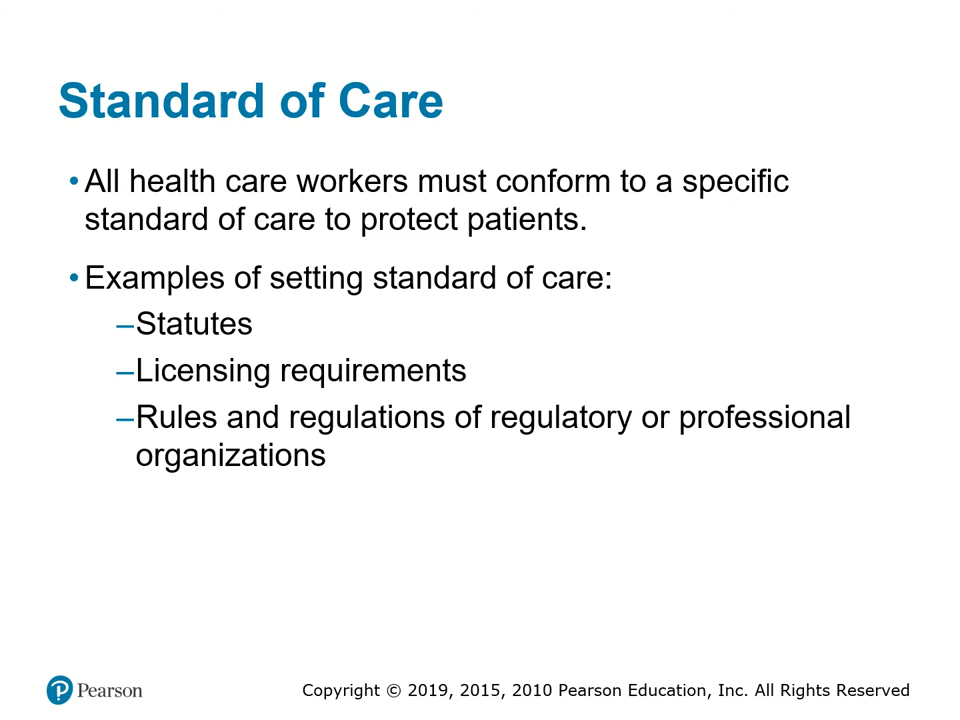 Standard of Care
• All health care workers must conform to a specific
standard of care to protect patients.
• Examples of setting standard of care:
–Statutes
–Licensing requirements
–Rules and regulations of regulatory or professional
organizations
P Pearson
Copyright © 2019, 2015, 2010 Pearson Education, Inc. All Rights Reserved